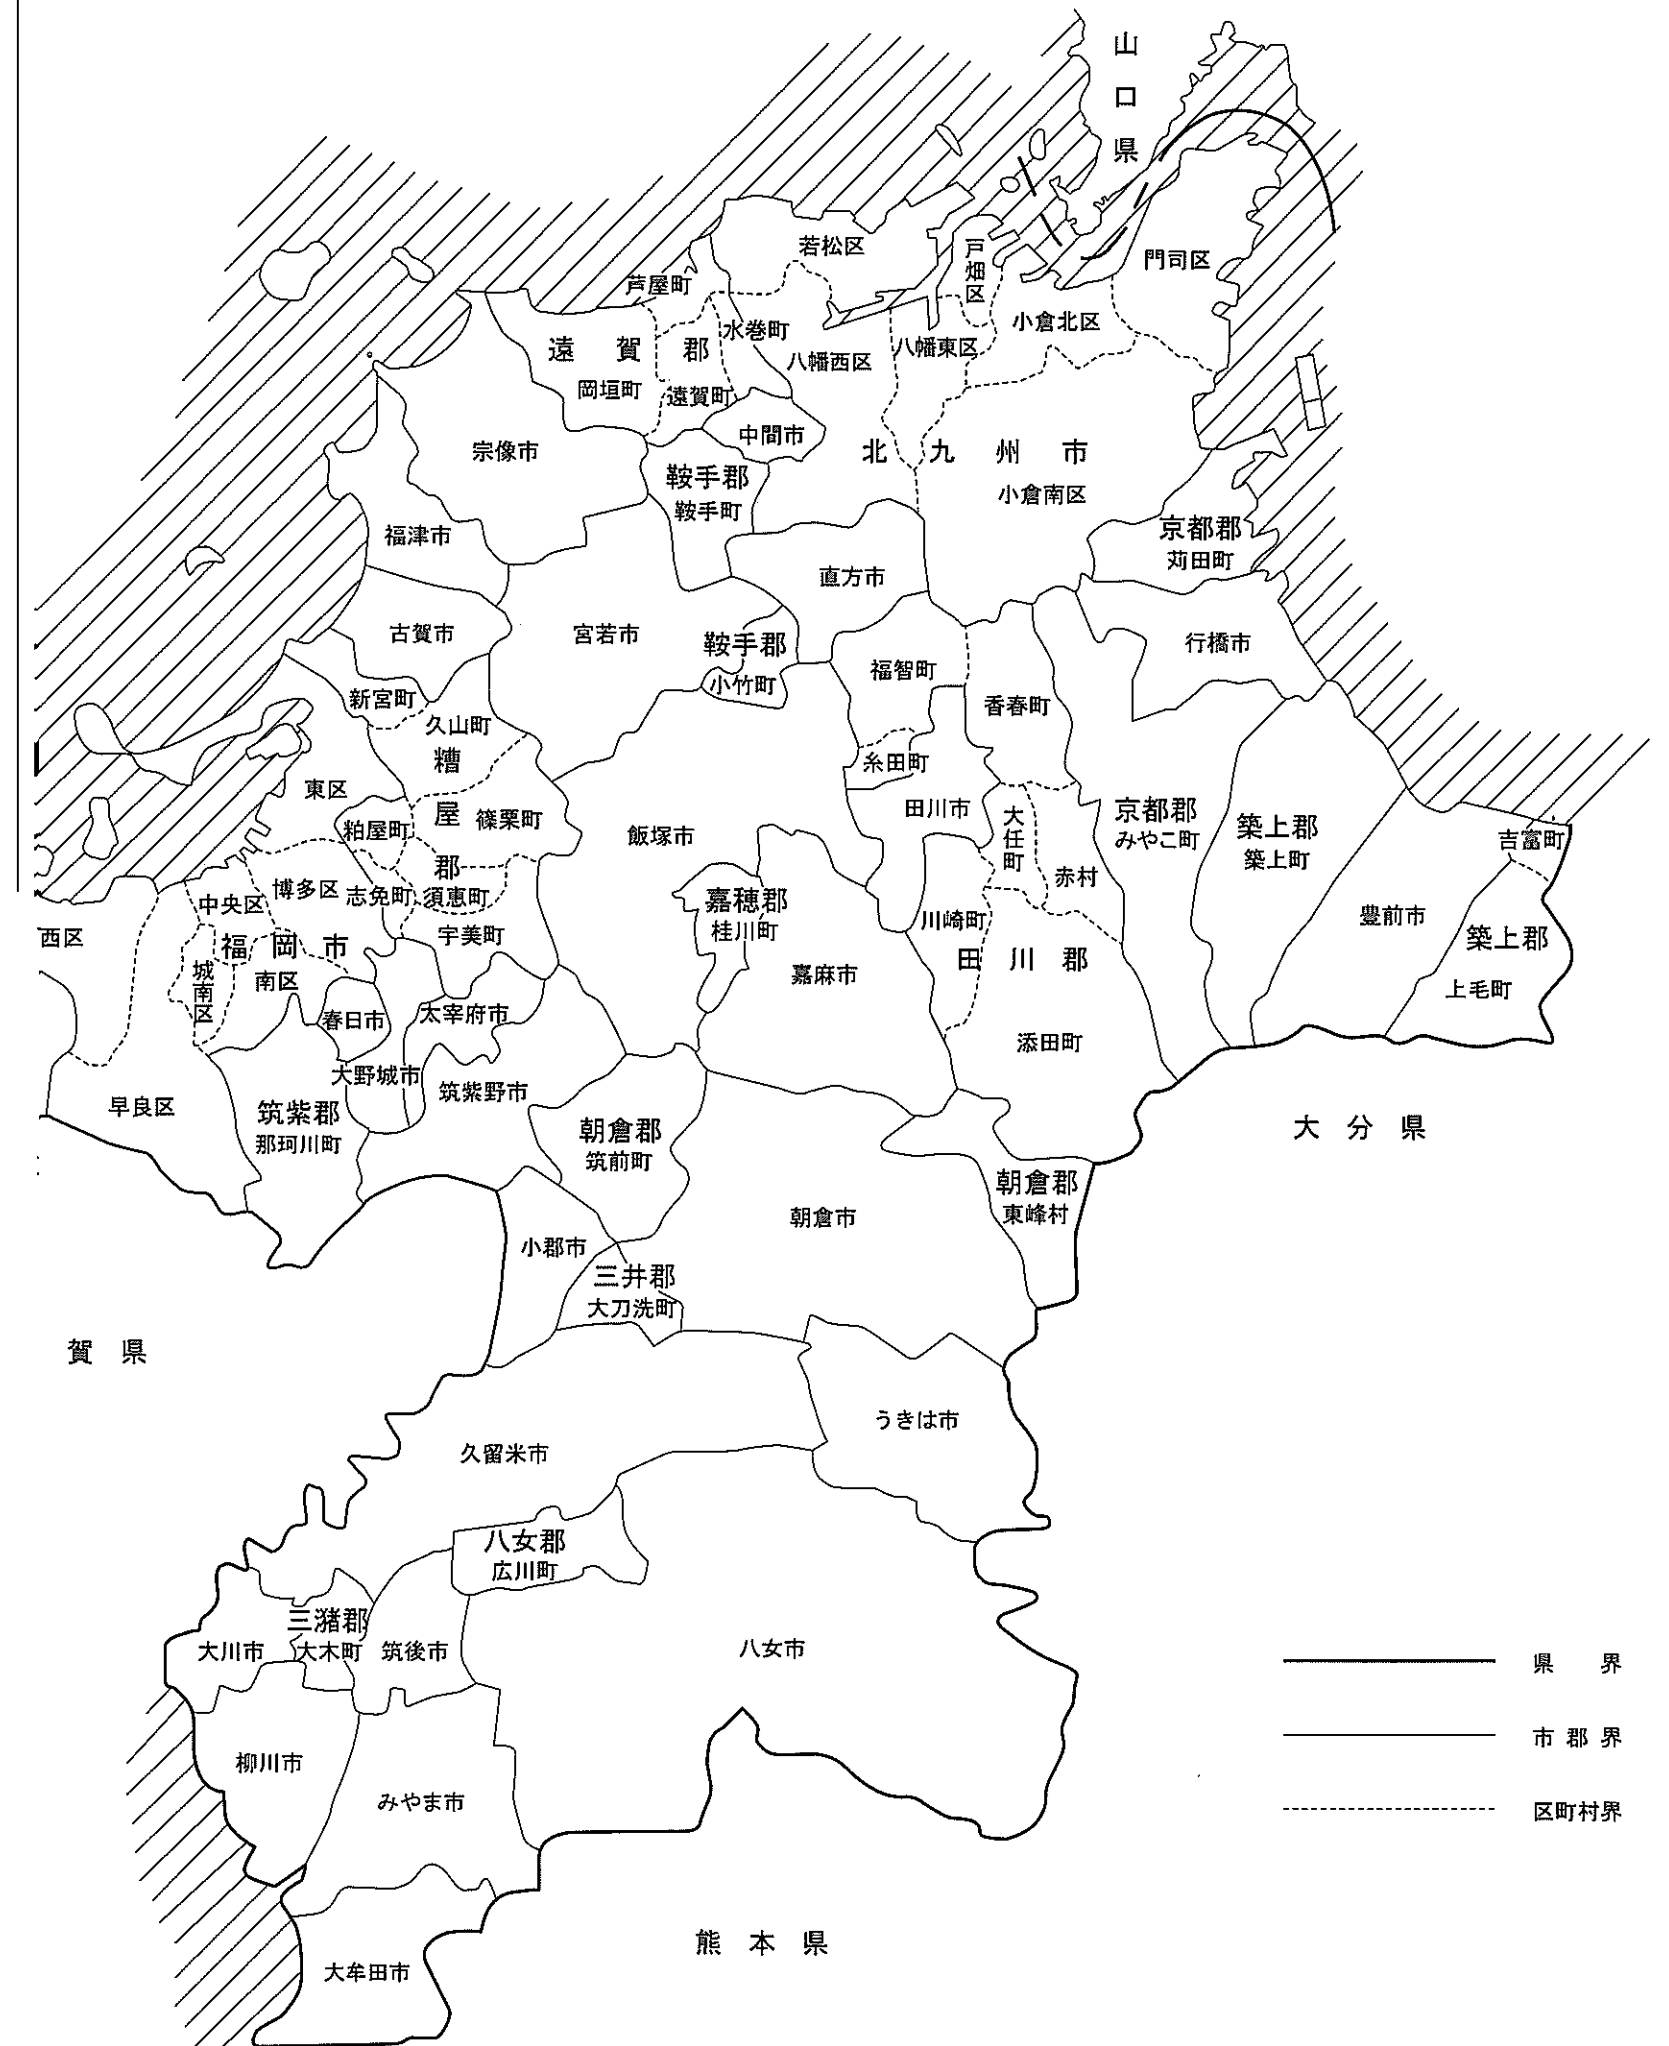 山口県
若松区
戸畑区
門司区
芦屋町
小倉北区
水巻町
遠賀郡
八幡西区
八幡東区
岡垣町
遠賀町
中間市
宗像市
北九州市
鞍手郡
鞍手町
小倉南区
福津市
京都郡
苅田町
直方市
古賀市
宮若市
鞍手郡
小竹町
福智町
行橋市
香春町
新宮町
久山町
糟屋郡
糸田町
東区
粕屋町
篠栗町
飯塚市
田川市
大任町
京都郡
みやこ町
築上郡
築上町
吉富町
赤村
中央区
博多区
志免町
須恵町
嘉穂郡
桂川町
川崎町
豊前市
西区
福岡市
宇美町
築上郡
上毛町
城南区
南区
嘉麻市
田川郡
春日市
太宰府市
添田町
大野城市
筑紫野市
早良区
筑紫郡
那珂川町
朝倉郡
筑前町
大分県
朝倉郡
東峰村
朝倉市
小郡市
三井郡
大刀洗町
賀県
うきは市
久留米市
八女郡
広川町
三潴郡
大木町
大川市
筑後市
八女市
県界
市郡界
柳川市
みやま市
区町村界
熊本県
大牟田市